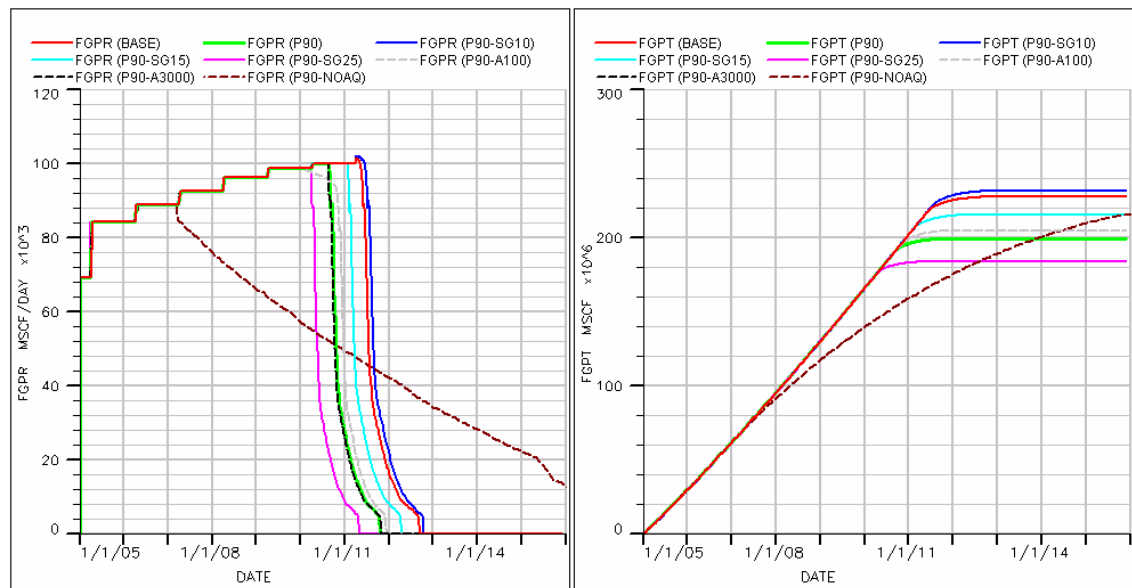 FGPR (BASE) FGPR (P90) FGPR (P90-SG10)
FGPR (P90-SG15) FGPR (P90-SG25) FGPR (P90-A100)
FGPR (P90-A3000) FGPR (P90-NOAQ)
120
100
80
60
40
20
0
FGPR MSCF/DAY x10^3
1/1/05 1/1/08 1/1/11 1/1/14
DATE
FGPT (BASE) FGPT (P90) FGPT (P90-SG10)
FGPT (P90-SG15) FGPT (P90-SG25) FGPT (P90-A100)
FGPT (P90-A3000) FGPT (P90-NOAQ)
300
200
100
0
FGPT MSCF x10^6
1/1/05 1/1/08 1/1/11 1/1/14
DATE